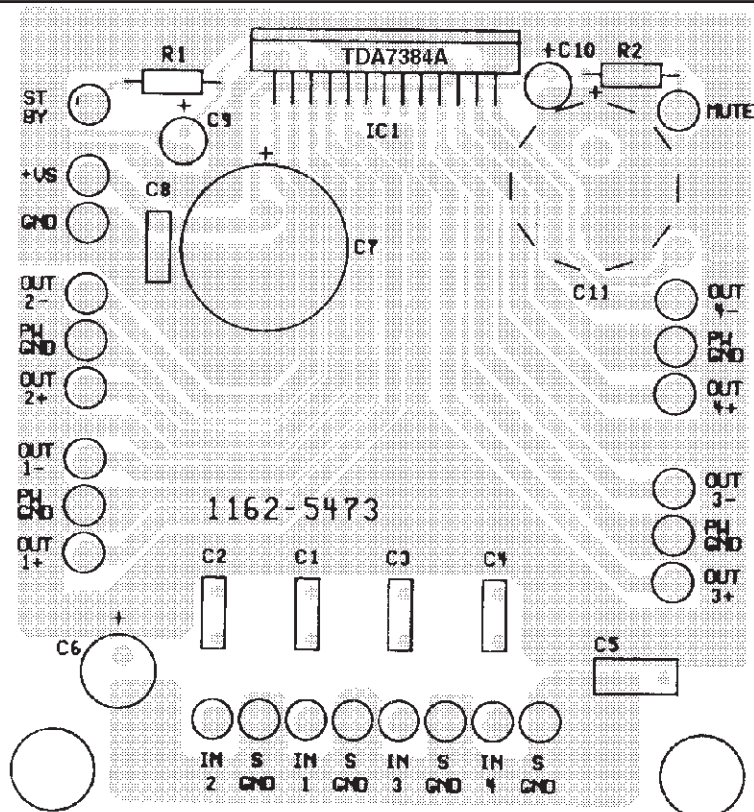 R1
TDA7384A
+C10
R2
ST
BY
+
C9
+
MUTE
IC1
+VS
C8
+
GND
C7
C11
OUT
2-
OUT
4-
PW
GND
PW
GND
OUT
2+
OUT
4+
OUT
1-
OUT
3-
PW
GND
1162-5473
PW
GND
OUT
1+
C2
C1
C3
C4
OUT
3+
+
C6
C5
IN
2
S
GND
IN
1
S
GND
IN
3
S
GND
IN
4
S
GND